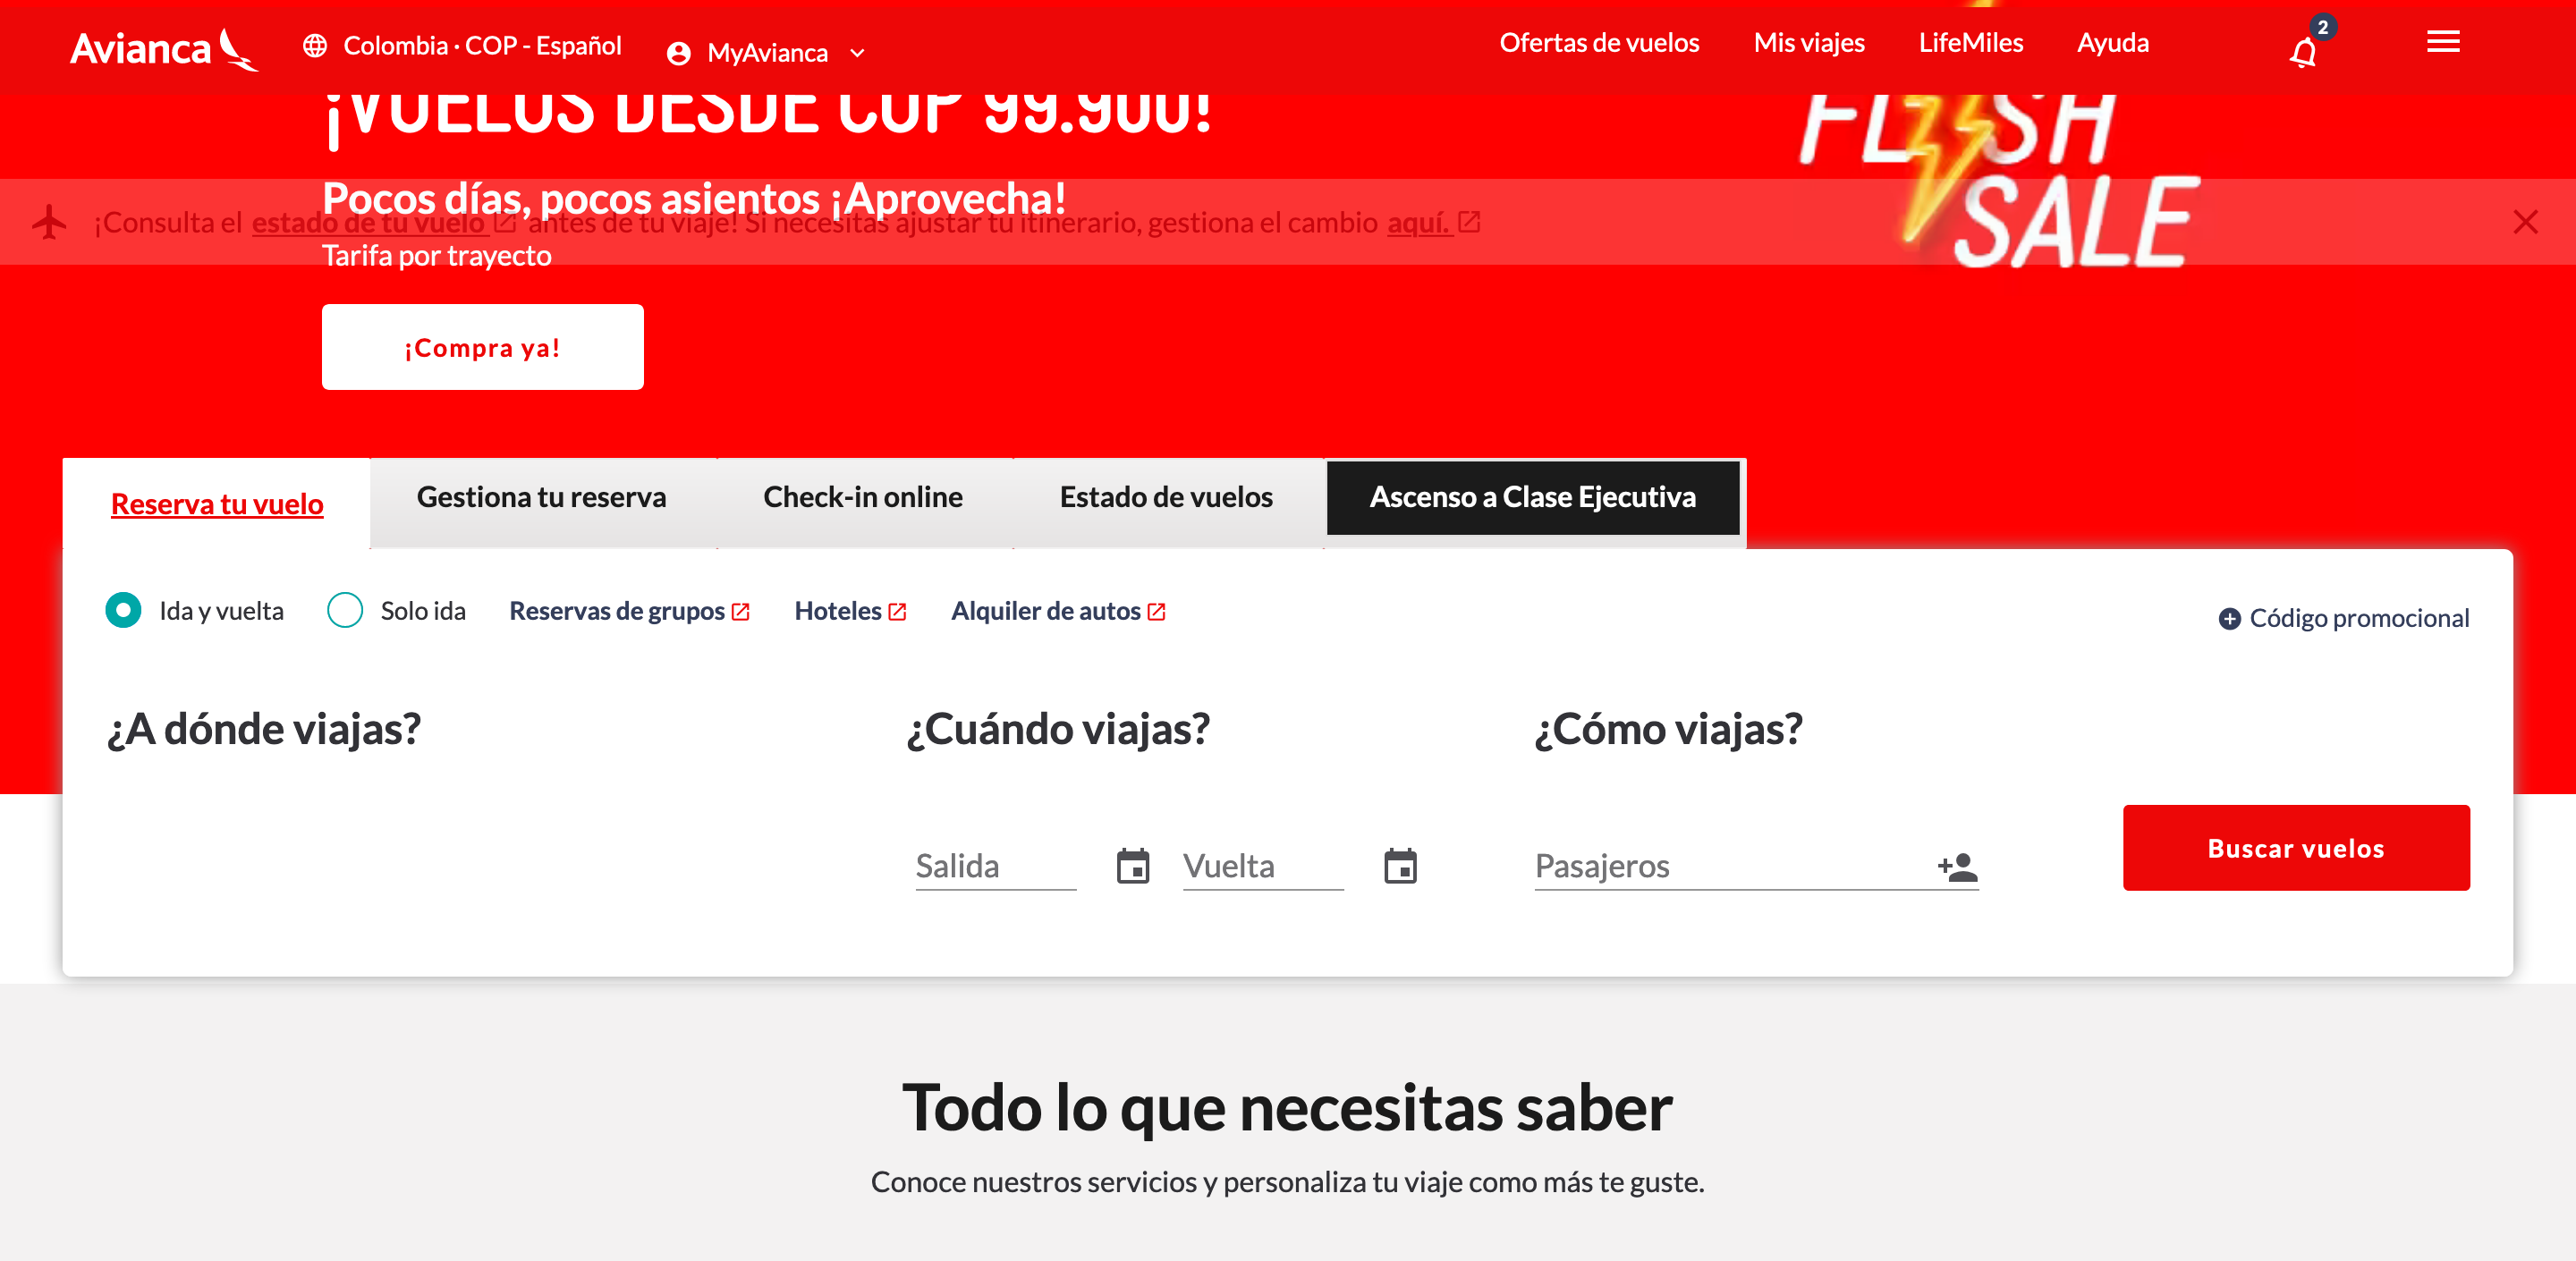 Avianca
Colombia · COP - Español
MyAvianca
Ofertas de vuelos
Mis viajes
LifeMiles
Ayuda
2
¡VUELOS DESDE COP 99.900!
FLASH
SALE
Pocos días, pocos asientos ¡Aprovecha!
¡Consulta el estado de tu vuelo antes de tu viaje! Si necesitas ajustar tu itinerario, gestiona el cambio aquí.
Tarifa por trayecto
¡Compra ya!
Reserva tu vuelo
Gestiona tu reserva
Check-in online
Estado de vuelos
Ascenso a Clase Ejecutiva
Ida y vuelta
Solo ida
Reservas de grupos
Hoteles
Alquiler de autos
Código promocional
¿A dónde viajas?
¿Cuándo viajas?
¿Cómo viajas?
Salida
Vuelta
Pasajeros
Buscar vuelos
Todo lo que necesitas saber
Conoce nuestros servicios y personaliza tu viaje como más te guste.